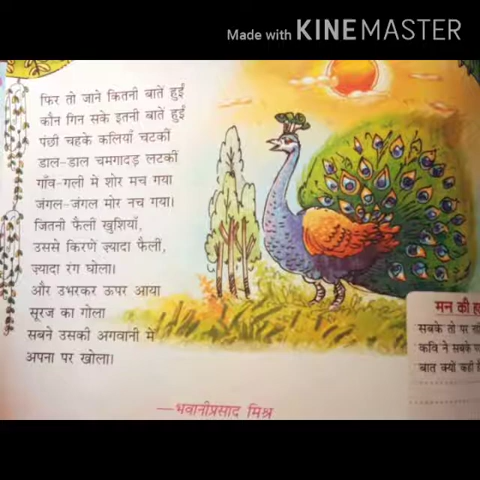 Made with KINEMASTER
फिर तो जाने कितनी बातें हुईं
कौन गिन सके इतनी बातें हुईं
पंछी चहके कलियाँ चटकीं
डाल-डाल चमगादड़ लटकीं
गाँव-गली में शोर मच गया
जंगल-जंगल मोर नच गया।
जितनी फैलीं खुशियाँ,
उससे किरणें ज़्यादा फैलीं,
ज़्यादा रंग घोला।
और उभरकर ऊपर आया
सूरज का गोला
सबने उसकी अगवानी में
अपना पर खोला।
—भवानीप्रसाद मिश्र
मन की
सबके तो पर
कवि ने सबके
बात क्यों कही